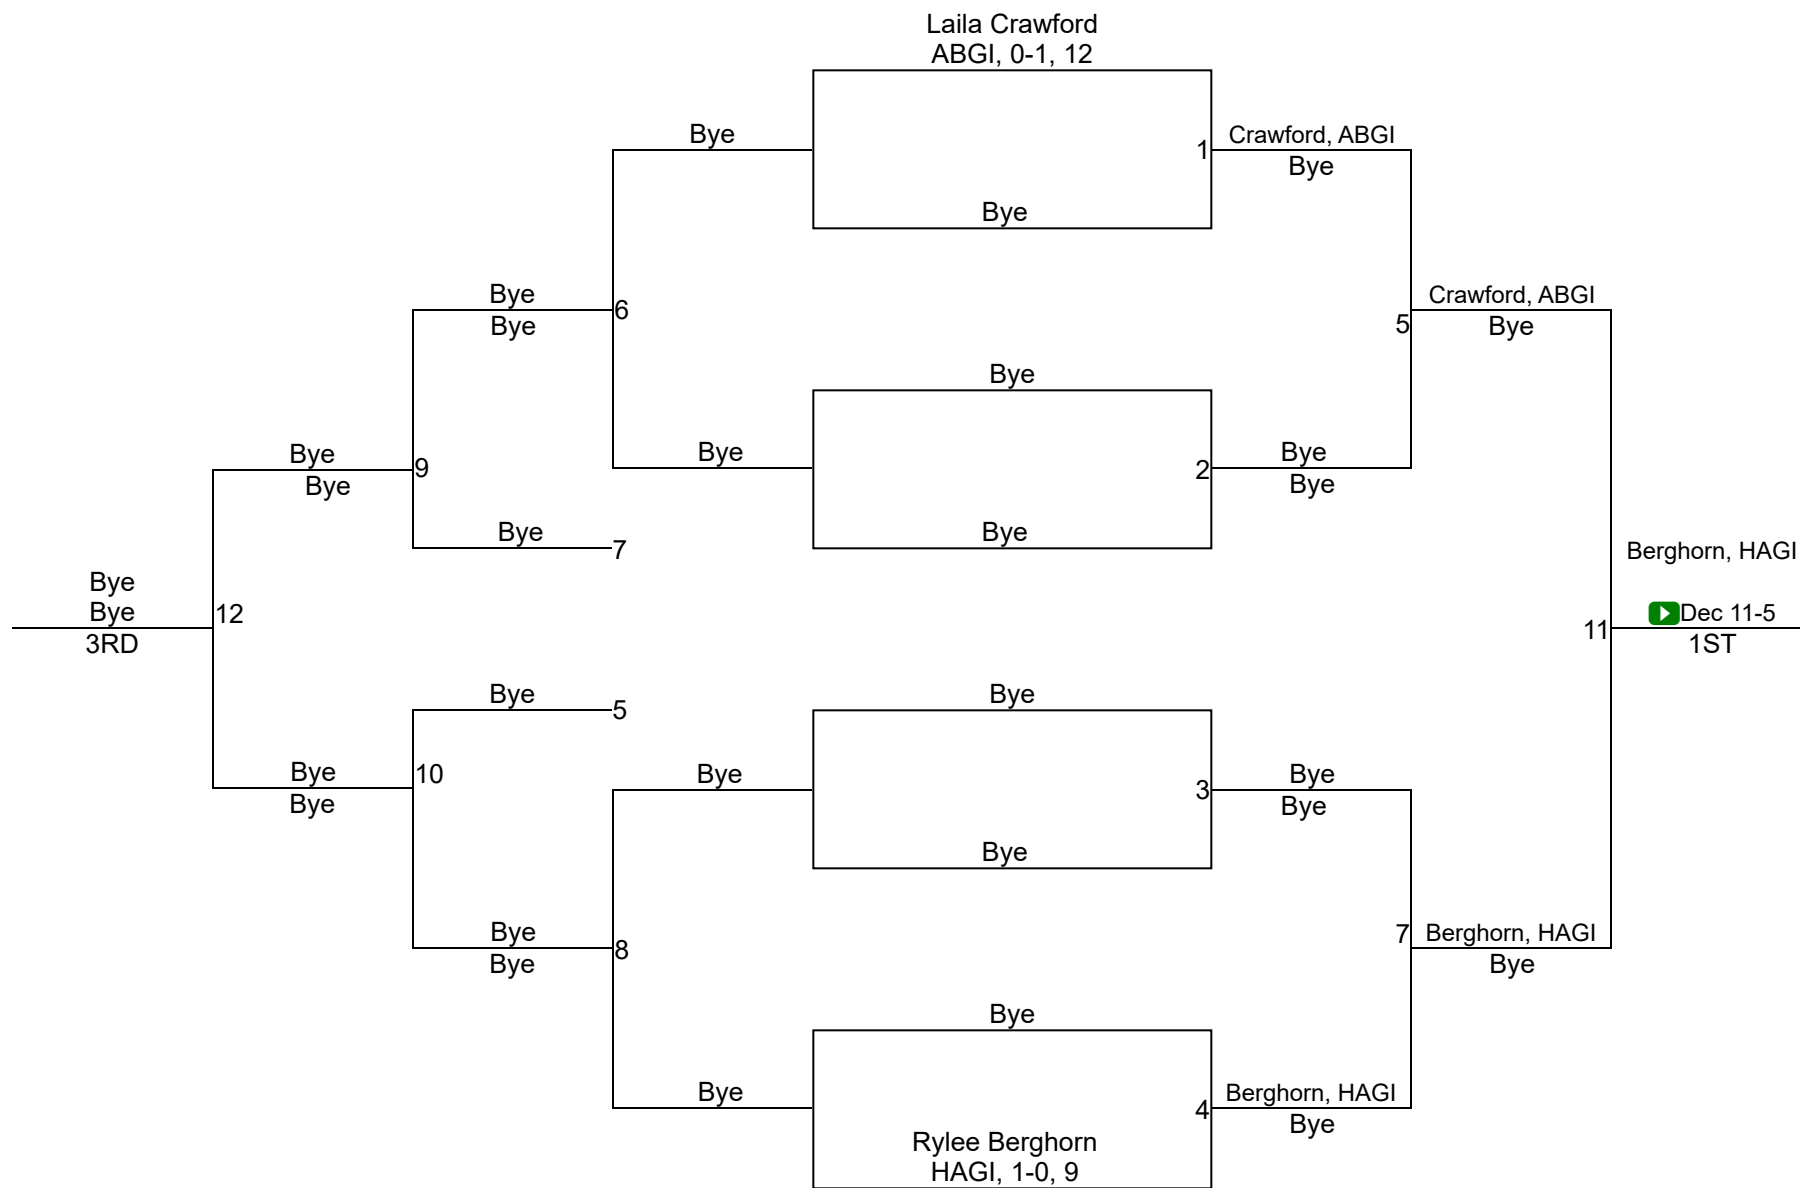 Laila Crawford
ABGI, 0-1, 12
Bye
1
Crawford, ABGI
Bye
Bye
Bye
Bye
6
Crawford, ABGI
5
Bye
Bye
Bye
2
Bye
Bye
Bye
Bye
9
Bye
Bye
7
Bye
Berghorn, HAGI
Bye
Bye
12
3RD
11
Dec 11-5
1ST
Bye
5
Bye
Bye
10
Bye
Bye
3
Bye
Bye
Bye
Bye
8
Bye
7
Berghorn, HAGI
Bye
Bye
Bye
4
Berghorn, HAGI
Bye
Rylee Berghorn
HAGI, 1-0, 9